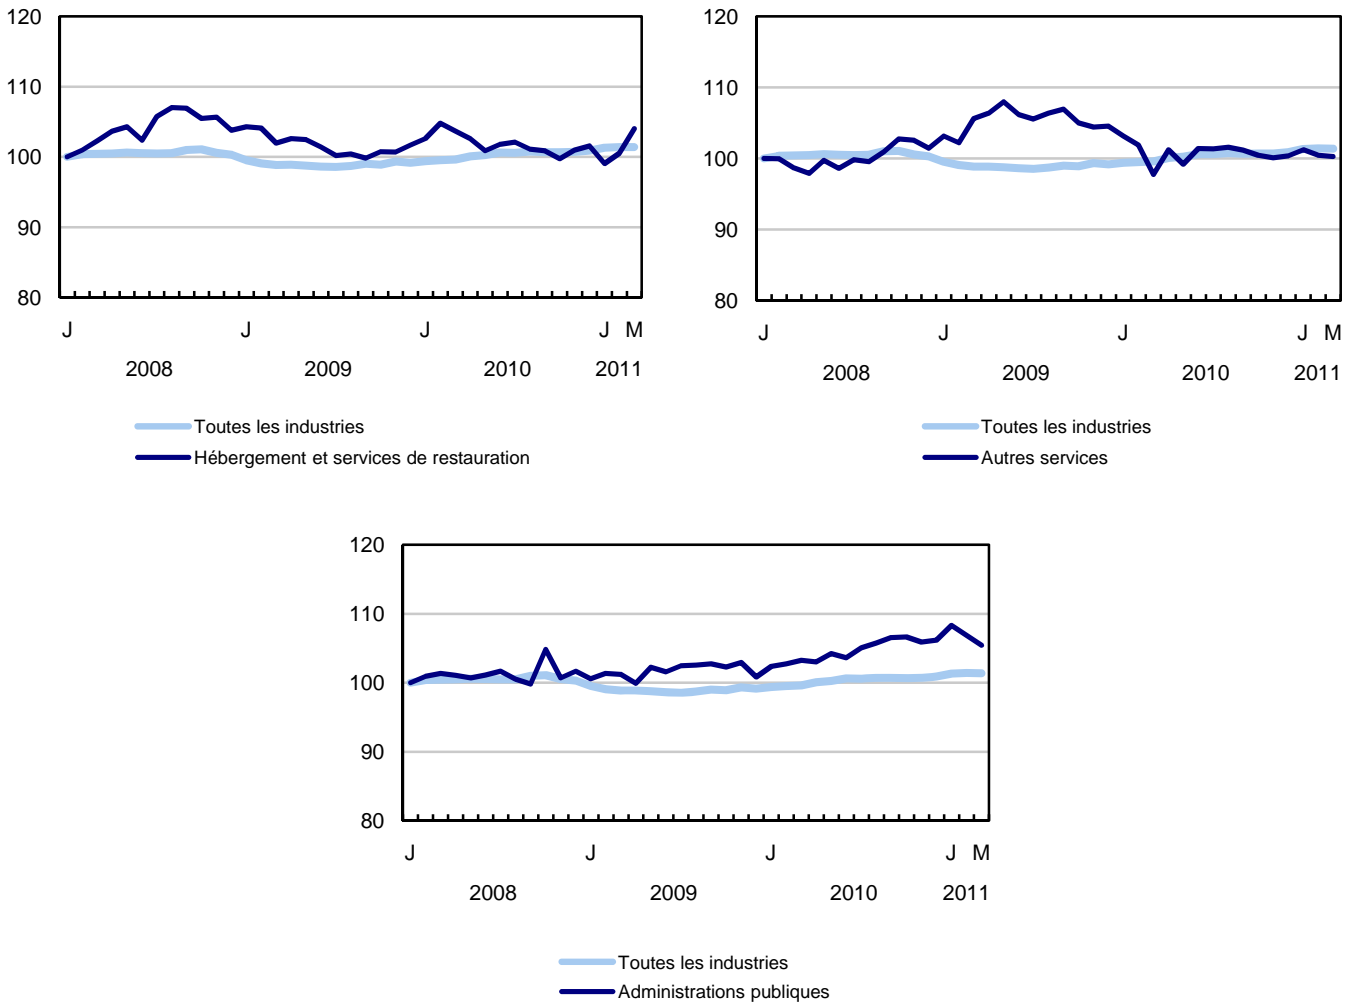 120
110
100
90
80
J J J J M
2008 2009 2010 2011
Toutes les industries
Hébergement et services de restauration
120
110
100
90
80
J J J J M
2008 2009 2010 2011
Toutes les industries
Autres services
120
110
100
90
80
J J J J M
2008 2009 2010 2011
Toutes les industries
Administrations publiques